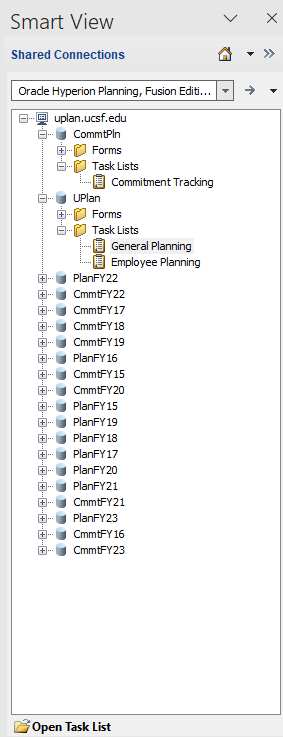 Smart View
Shared Connections
Oracle Hyperion Planning, Fusion Editi...
uplan.ucsf.edu
CommtPln
Forms
Task Lists
Commitment Tracking
UPlan
Forms
Task Lists
General Planning
Employee Planning
PlanFY22
CmmtFY22
CmmtFY17
CmmtFY18
CmmtFY19
PlanFY16
CmmtFY15
CmmtFY20
PlanFY15
PlanFY19
PlanFY18
PlanFY17
PlanFY20
PlanFY21
CmmtFY21
PlanFY23
CmmtFY16
CmmtFY23
Open Task List